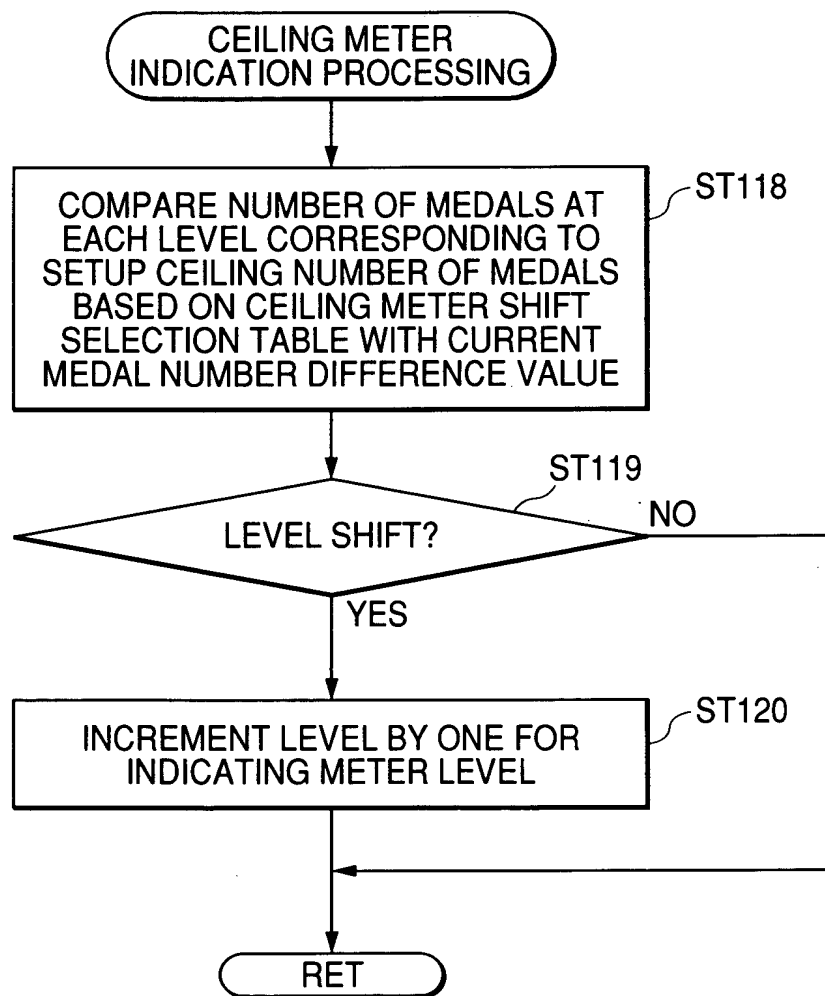 CEILING METER
INDICATION PROCESSING
ST118
COMPARE NUMBER OF MEDALS AT
EACH LEVEL CORRESPONDING TO
SETUP CEILING NUMBER OF MEDALS
BASED ON CEILING METER SHIFT
SELECTION TABLE WITH CURRENT
MEDAL NUMBER DIFFERENCE VALUE
ST119
LEVEL SHIFT?
NO
YES
ST120
INCREMENT LEVEL BY ONE FOR
INDICATING METER LEVEL
RET